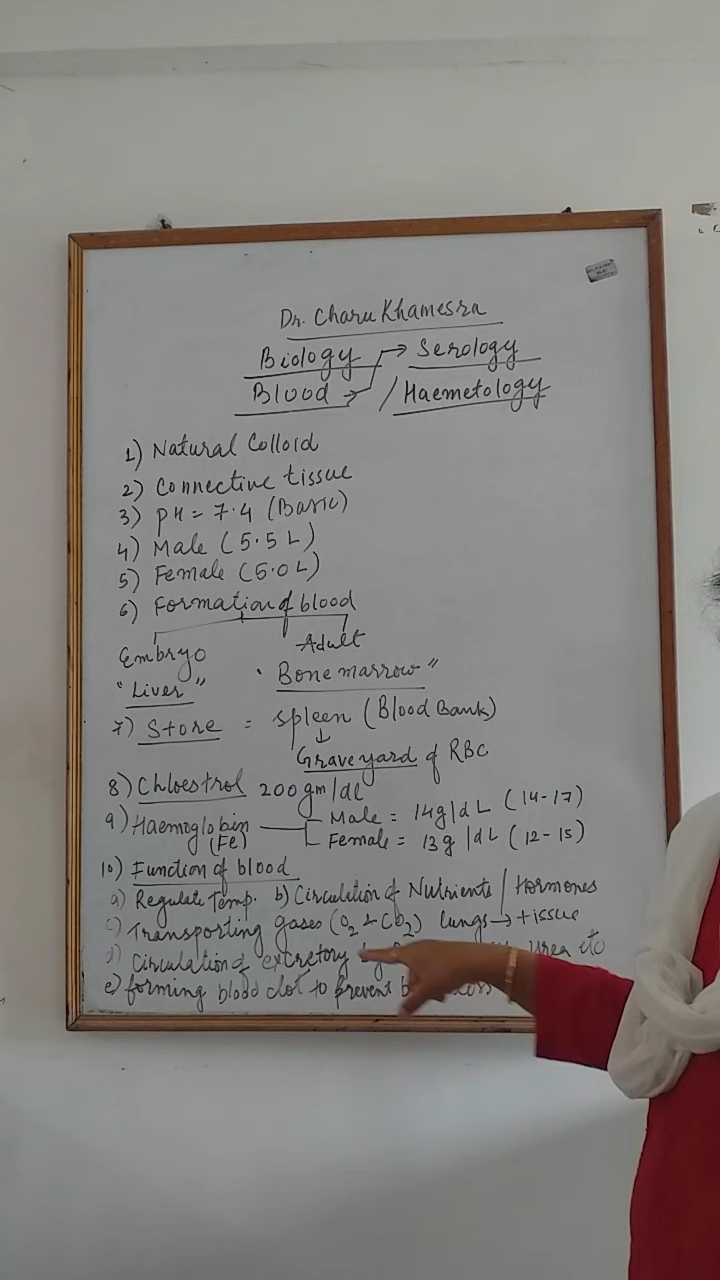 Dr. Charu Khamesra
Biology → Serology
Blood → / Haemetology
1) Natural Colloid
2) Connective tissue
3) pH = 7.4 (Basic)
4) Male (5.5 L)
5) Female (5.0 L)
6) Formation of blood
Embryo Adult
"Liver" "Bone marrow"
7) Store = Spleen (Blood Bank)
↓
Graveyard of RBC
8) Chloestrol 200 gm/dl
9) Haemoglobin Male = 14g/dL (14-17)
(Fe) Female = 13g/dL (12-15)
10) Function of blood
a) Regulate Temp. b) Circulation of Nutrients / Hormones
c) Transporting gases (O2 & CO2) lungs → tissue
d) Circulation of excretory urea etc
e) forming blood clot to prevent